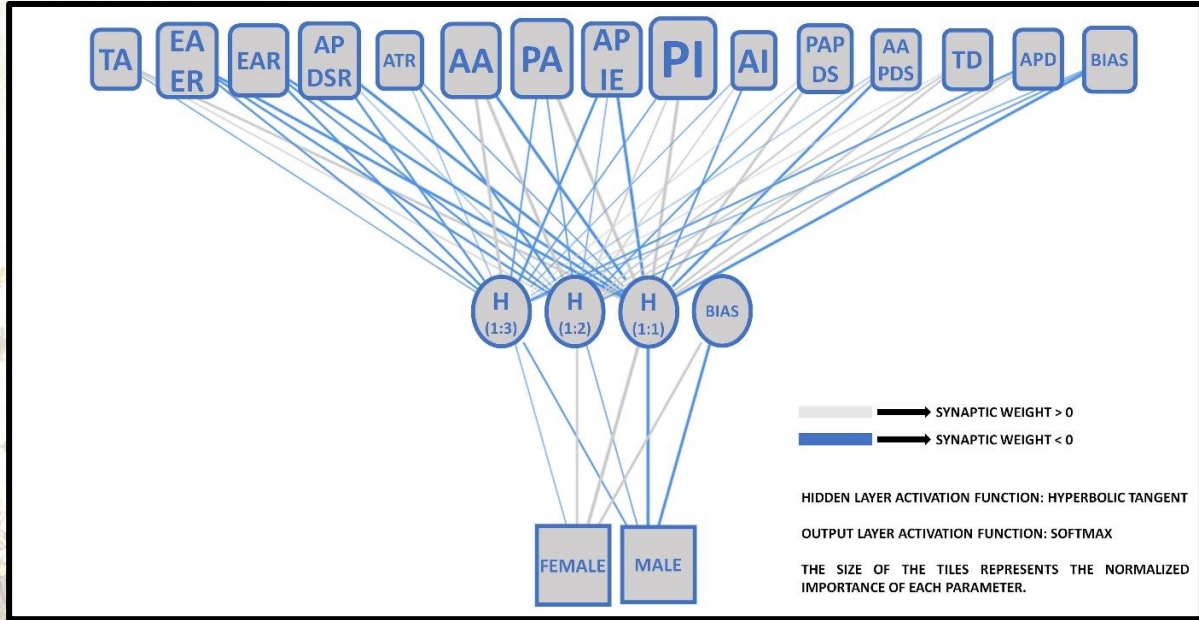 TA
EA
ER
EAR
AP
DSR
ATR
AA
PA
AP
IE
PI
AI
PAP
DS
AA
PDS
TD
APD
BIAS
H
(1:3)
H
(1:2)
H
(1:1)
BIAS
SYNAPTIC WEIGHT > 0
SYNAPTIC WEIGHT < 0
HIDDEN LAYER ACTIVATION FUNCTION: HYPERBOLIC TANGENT
OUTPUT LAYER ACTIVATION FUNCTION: SOFTMAX
THE SIZE OF THE TILES REPRESENTS THE NORMALIZED
IMPORTANCE OF EACH PARAMETER.
FEMALE
MALE